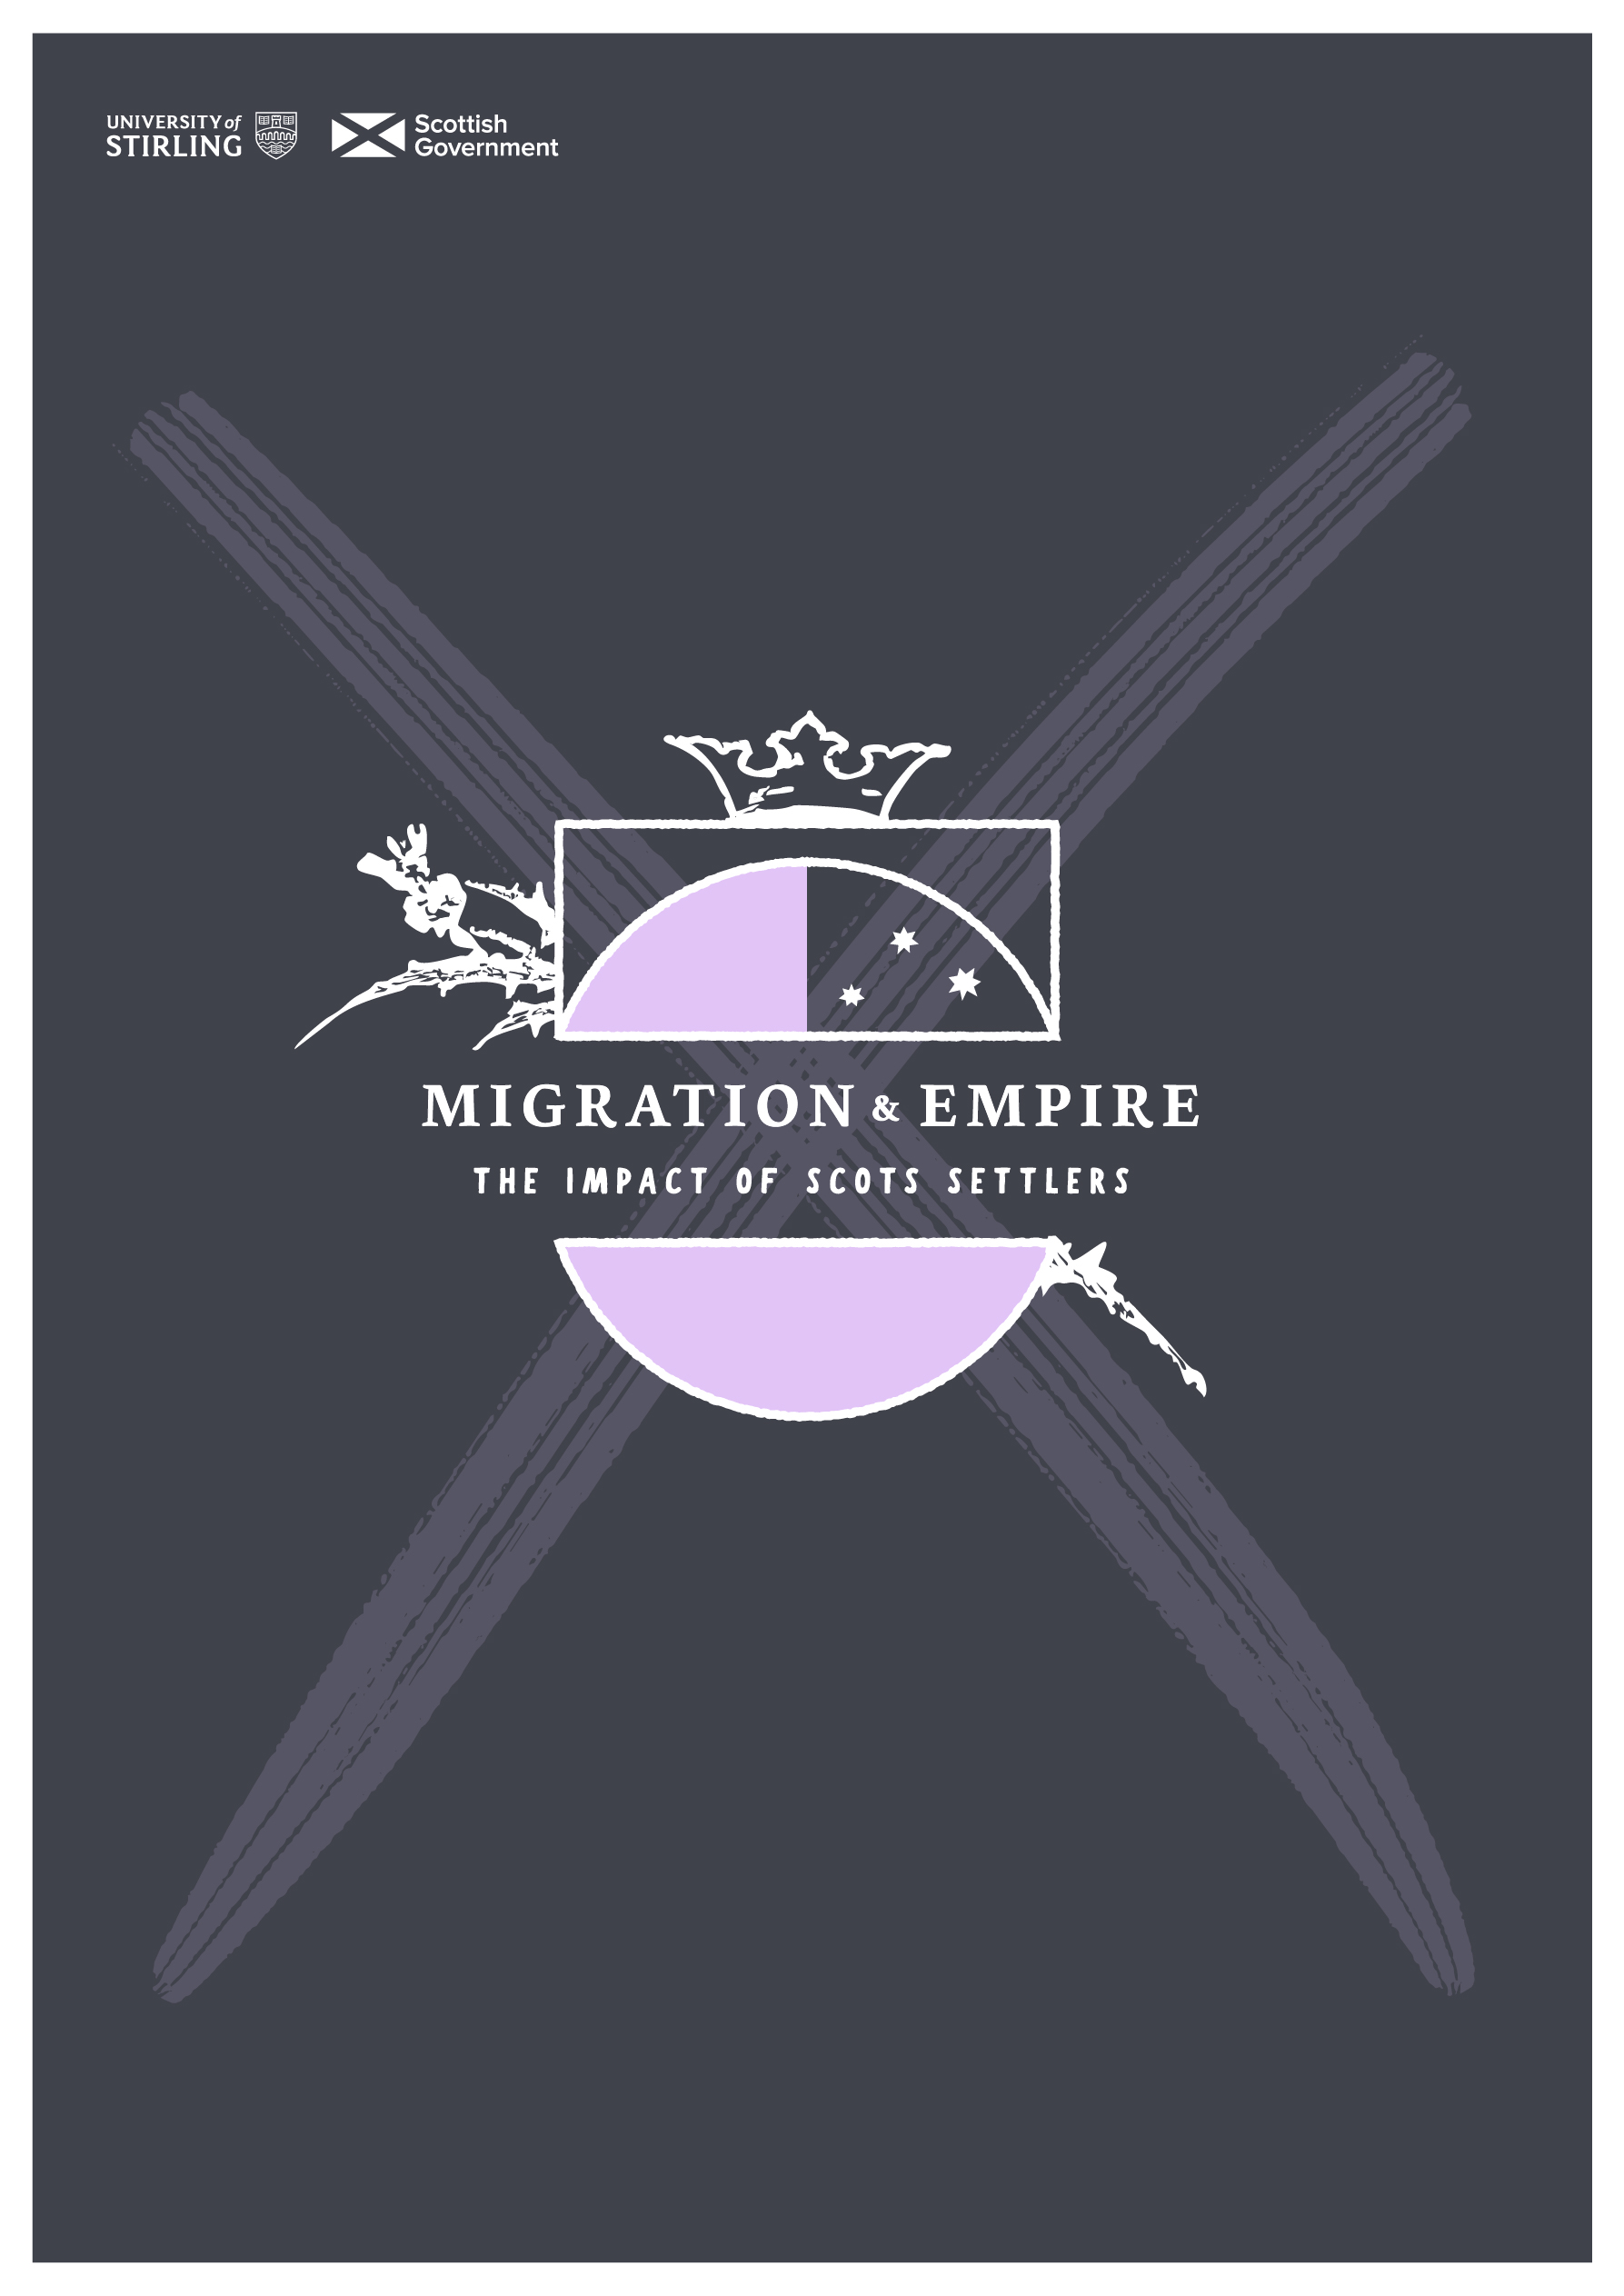 UNIVERSITY of
STIRLING
Scottish
Government
MIGRATION & EMPIRE
THE IMPACT OF SCOTS SETTLERS